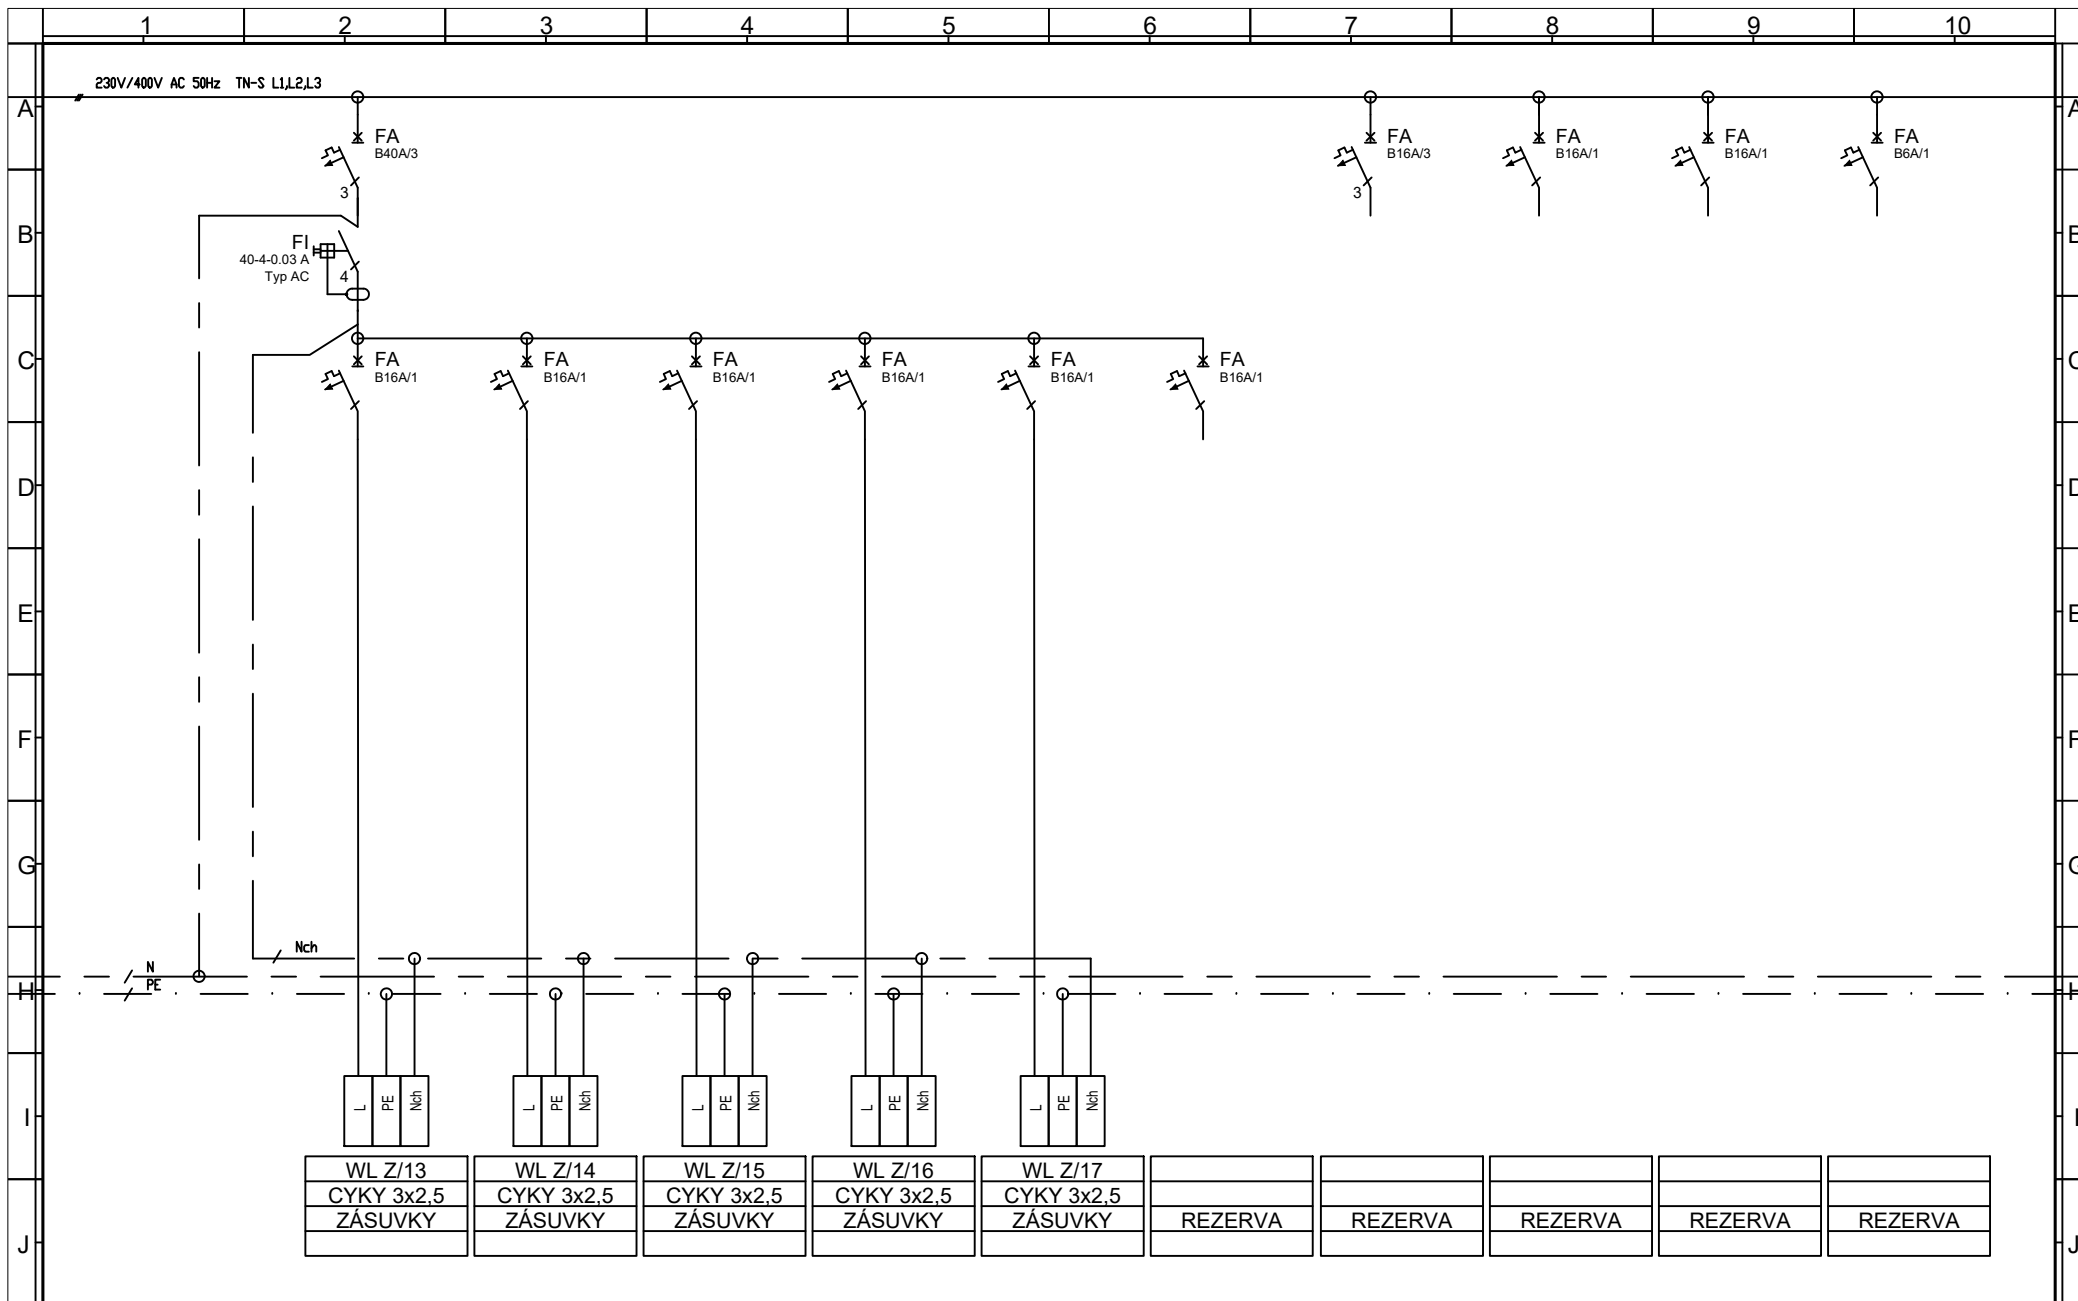 1 2 3 4 5 6 7 8 9 10
230V/400V AC 50Hz TN-S L1,L2,L3
A A
FA FA FA FA FA
B40A/3 B16A/3 B16A/1 B16A/1 B6A/1
3 3
B B
FI
40-4-0.03 A
Typ AC 4
C C
FA FA FA FA FA FA
B16A/1 B16A/1 B16A/1 B16A/1 B16A/1 B16A/1
D D
E E
F F
G G
Nch
N
PE
H H
L PE Nch L PE Nch L PE Nch L PE Nch L PE Nch
I I
WL Z/13 WL Z/14 WL Z/15 WL Z/16 WL Z/17
CYKY 3x2,5 CYKY 3x2,5 CYKY 3x2,5 CYKY 3x2,5 CYKY 3x2,5
ZÁSUVKY ZÁSUVKY ZÁSUVKY ZÁSUVKY ZÁSUVKY REZERVA REZERVA REZERVA REZERVA REZERVA
J J